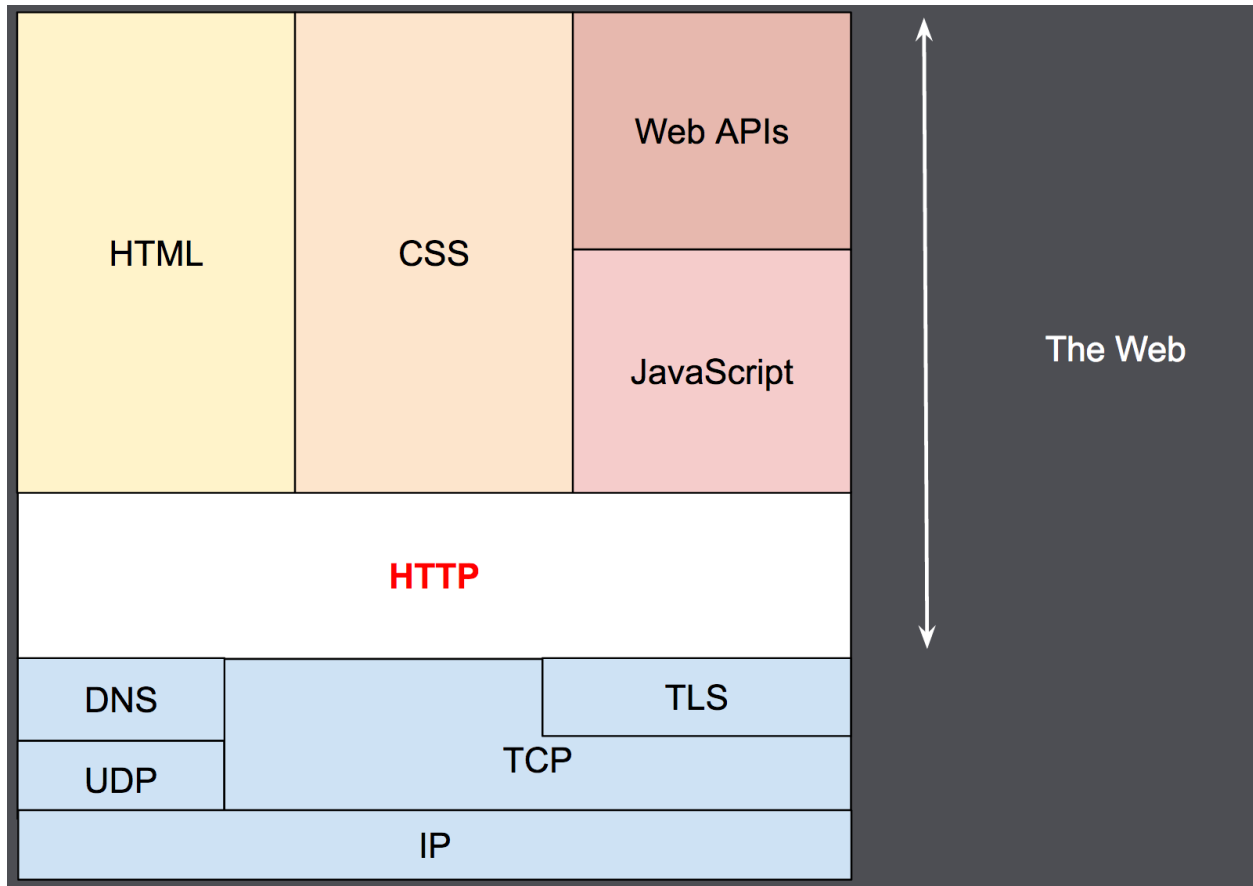 Web APIs
HTML
CSS
The Web
JavaScript
HTTP
DNS
TLS
TCP
UDP
IP